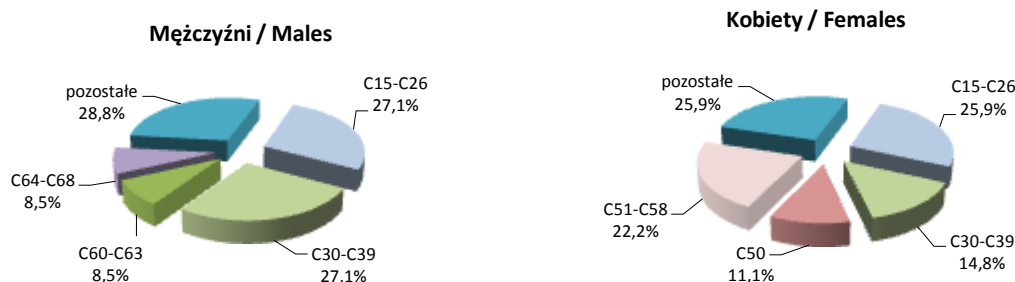 Mężczyźni / Males
pozostałe
28,8%
C15-C26
27,1%
C64-C68
8,5%
C60-C63
8,5%
C30-C39
27.1%
Kobiety / Females
pozostałe
25,9%
C15-C26
25,9%
C51-C58
22,2%
C50
11,1%
C30-C39
14,8%